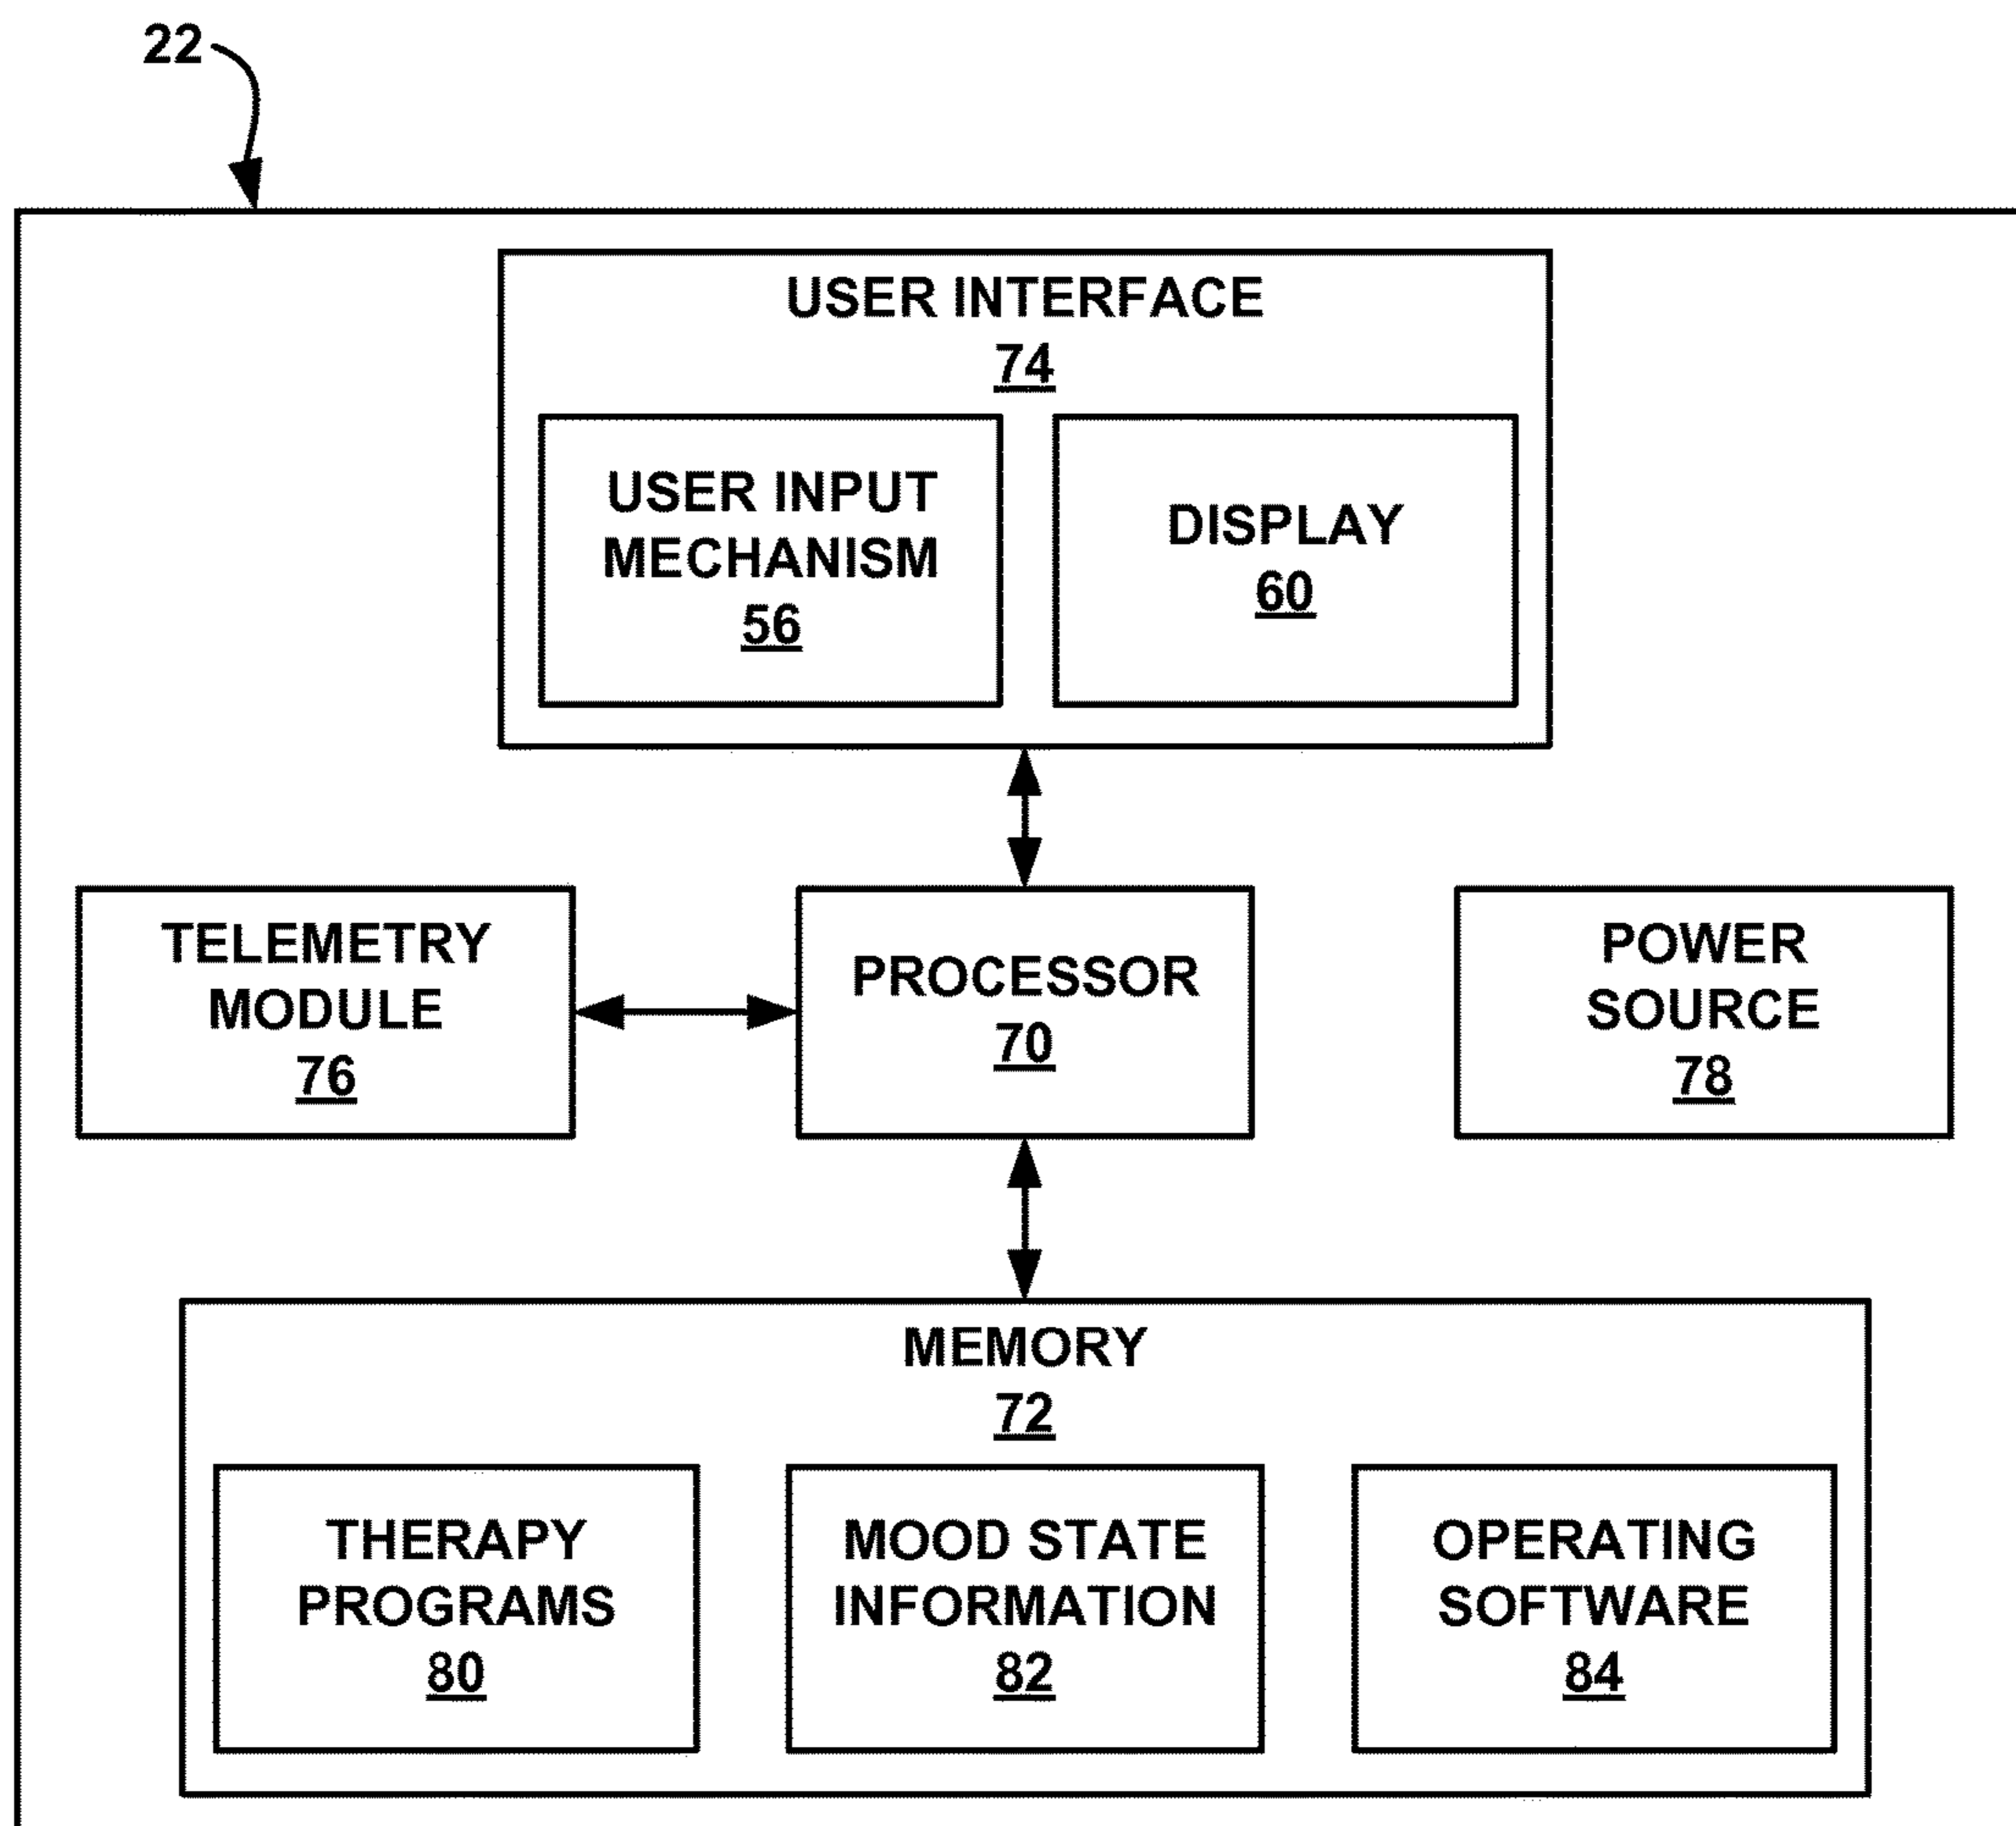 22
USER INTERFACE
74
USER INPUT
MECHANISM
56
DISPLAY
60
TELEMETRY
MODULE
76
PROCESSOR
70
POWER
SOURCE
78
MEMORY
72
THERAPY
PROGRAMS
80
MOOD STATE
INFORMATION
82
OPERATING
SOFTWARE
84